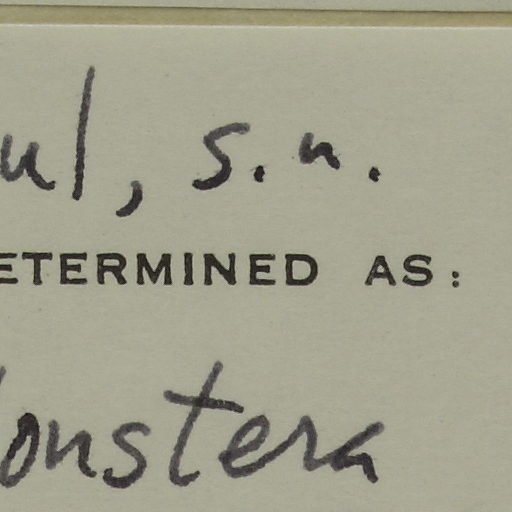 ul, s.n.
ETERMINED AS:
onstera